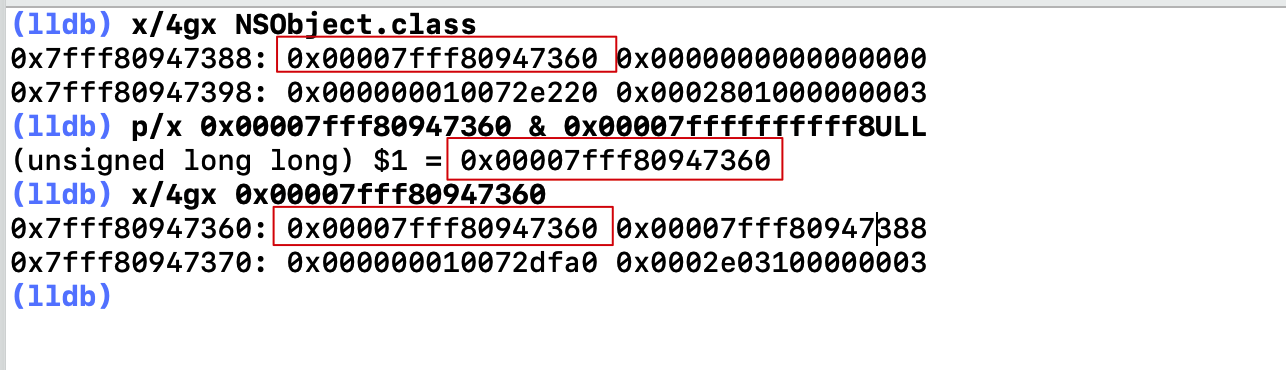 (lldb) x/4gx NSObject.class
0x7fff80947388: 0x00007fff80947360 0x0000000000000000
0x7fff80947398: 0x000000010072e220 0x0002801000000003
(lldb) p/x 0x00007fff80947360 & 0x00007ffffffffff8ULL
(unsigned long long) $1 = 0x00007fff80947360
(lldb) x/4gx 0x00007fff80947360
0x7fff80947360: 0x00007fff80947360 0x00007fff80947388
0x7fff80947370: 0x000000010072dfa0 0x0002e03100000003
(lldb)